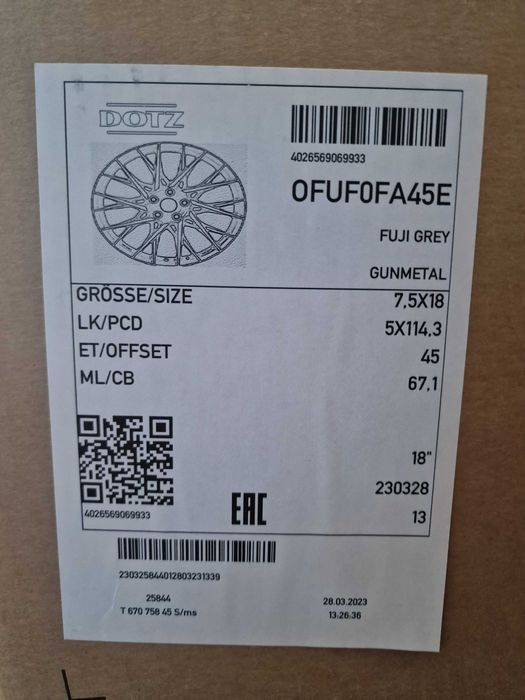 DOTZ
4026569069933
OFUF0FA45E
FUJI GREY
GUNMETAL
GRÖSSE/SIZE 7,5X18
LK/PCD 5X114,3
ET/OFFSET 45
ML/CB 67,1
18"
230328
4026569069933 EAC 13
230325844012803231339
25844 28.03.2023
T 670 758 45 S/ms 13:26:36